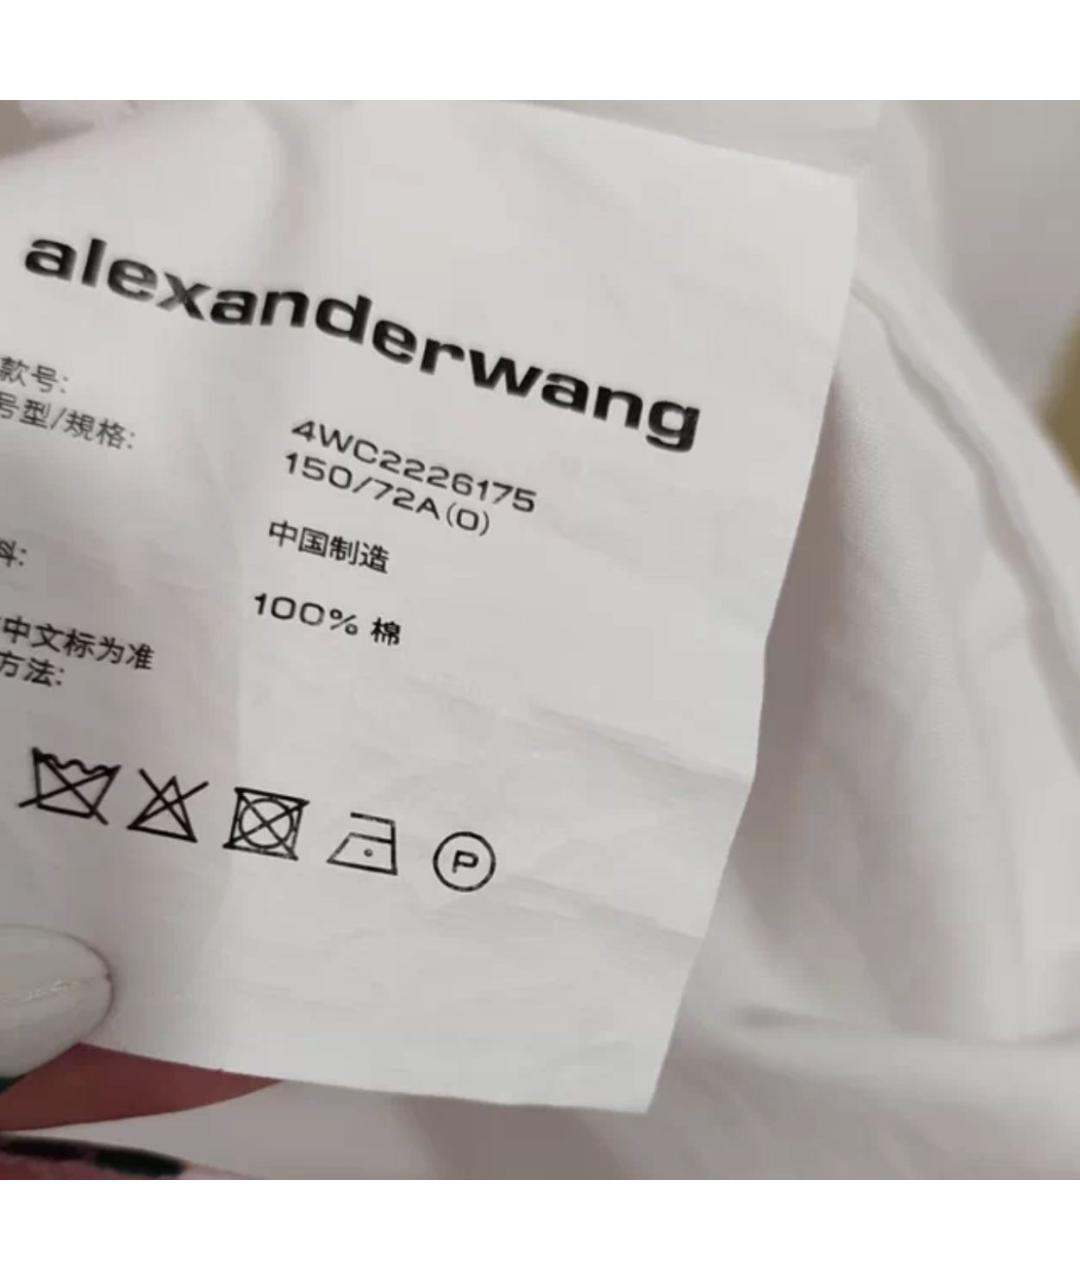 alexanderwang
款号: 4WC2226175
号型/規格: 150/72A(0)
中国制造
料: 100% 棉
中文标为准
方法:
P